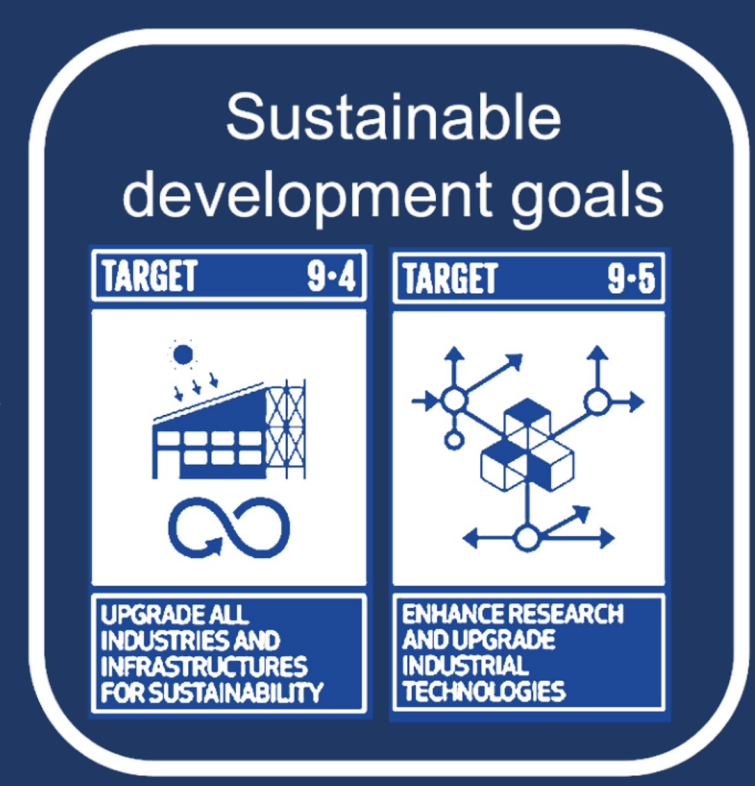 Sustainable
development goals
TARGET 9·4
TARGET 9·5
UPGRADE ALL
INDUSTRIES AND
INFRASTRUCTURES
FOR SUSTAINABILITY
ENHANCE RESEARCH
AND UPGRADE
INDUSTRIAL
TECHNOLOGIES